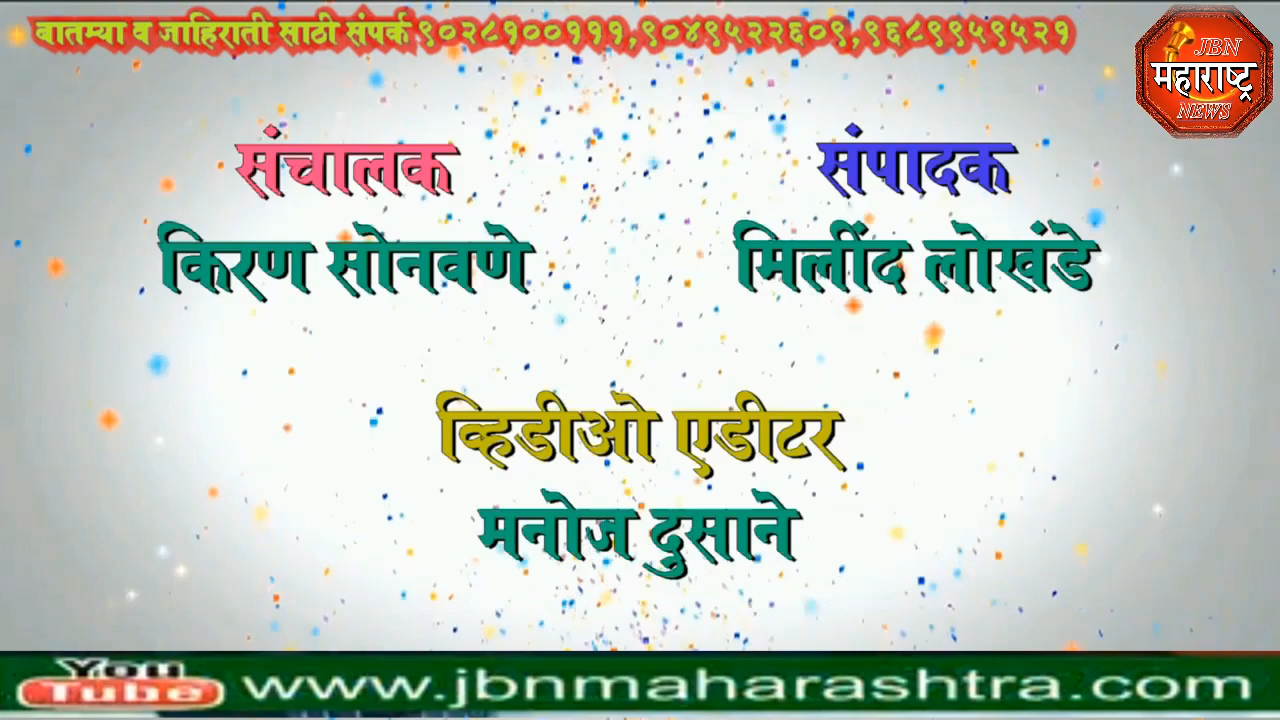 बातम्या व जाहिराती साठी संपर्क ९०२८१००१११,९०४९५२२६०९,९६८९९५९५२१
JBN
महाराष्ट्र
NEWS
संचालक
किरण सोनवणे
संपादक
मिलींद लोखंडे
व्हिडीओ एडीटर
मनोज दुसाने
You
Tube
www.jbnmaharashtra.com